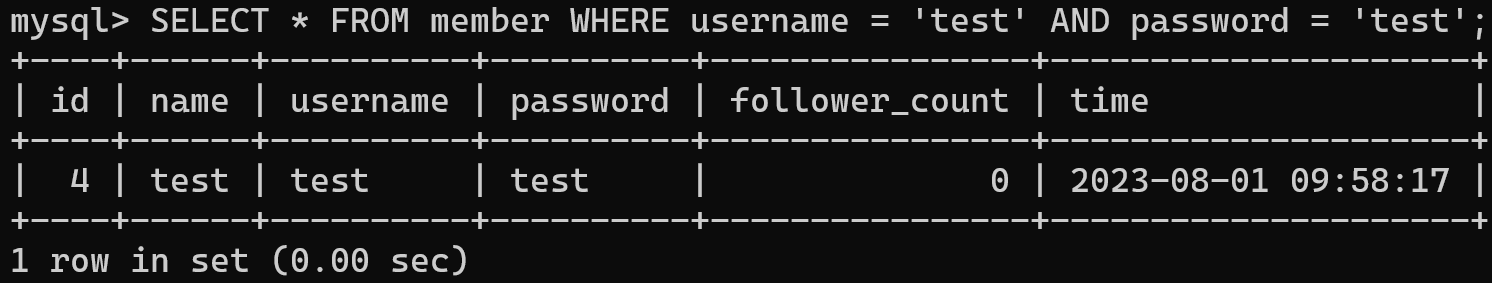 mysql> SELECT * FROM member WHERE username = 'test' AND password = 'test';
+----+------+----------+----------+----------------+---------------------+
| id | name | username | password | follower_count | time                |
+----+------+----------+----------+----------------+---------------------+
|  4 | test | test     | test     |              0 | 2023-08-01 09:58:17 |
+----+------+----------+----------+----------------+---------------------+
1 row in set (0.00 sec)